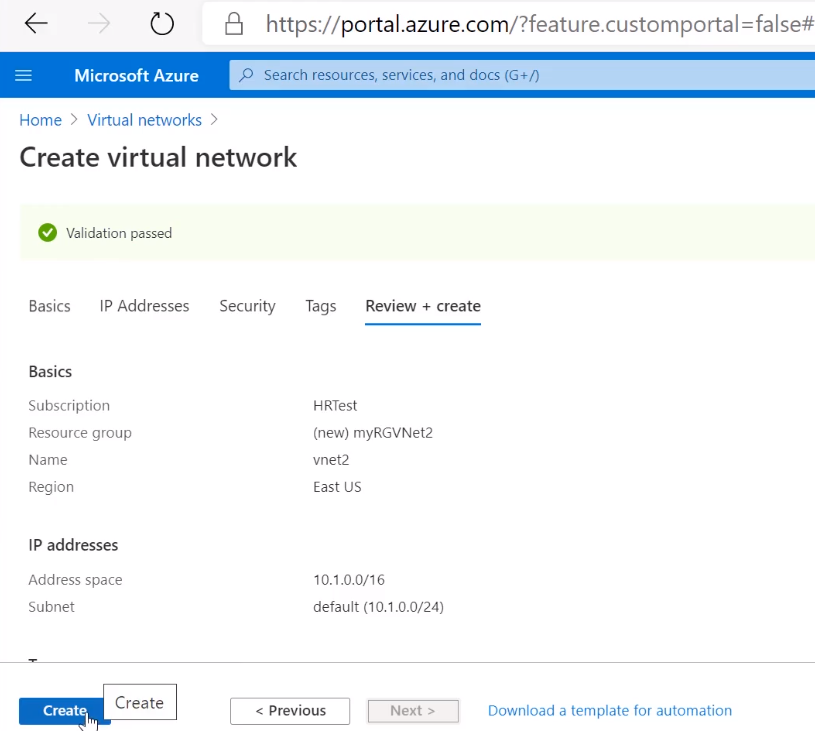 https://portal.azure.com/?feature.customportal=false#
Microsoft Azure
Search resources, services, and docs (G+/)
Home > Virtual networks >
Create virtual network
Validation passed
Basics IP Addresses Security Tags Review + create
Basics
Subscription HRTest
Resource group (new) myRGVNet2
Name vnet2
Region East US
IP addresses
Address space 10.1.0.0/16
Subnet default (10.1.0.0/24)
Create Create < Previous Next > Download a template for automation